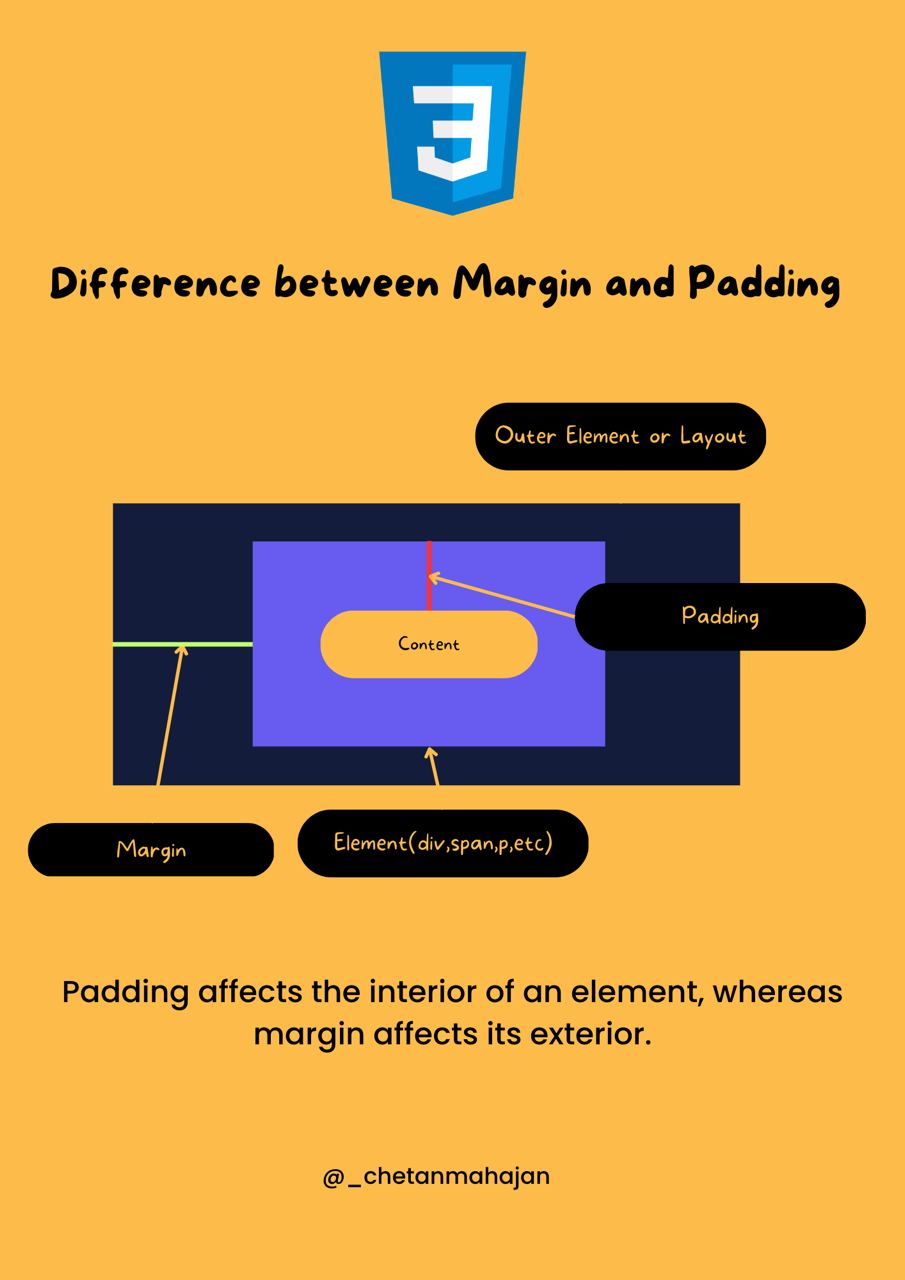 Difference between Margin and Padding
Outer Element or Layout
Padding
Content
Margin
Element(div,span,p,etc)
Padding affects the interior of an element, whereas
margin affects its exterior.
@_chetanmahajan